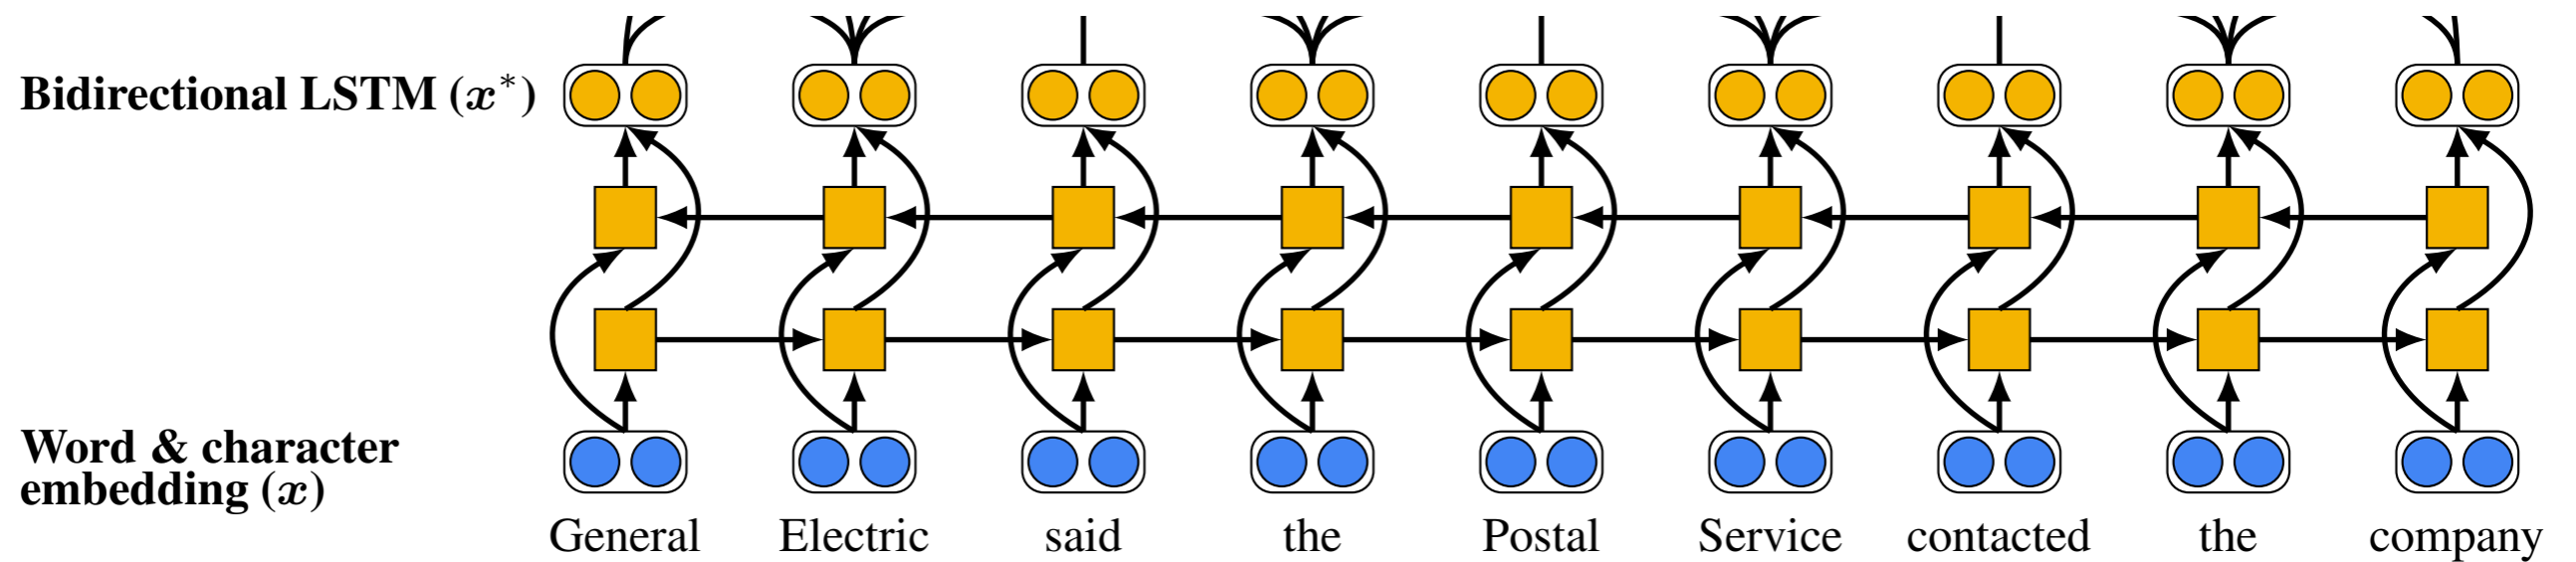 Bidirectional LSTM (x*)
Word & character
embedding (x)
General Electric said the Postal Service contacted the company